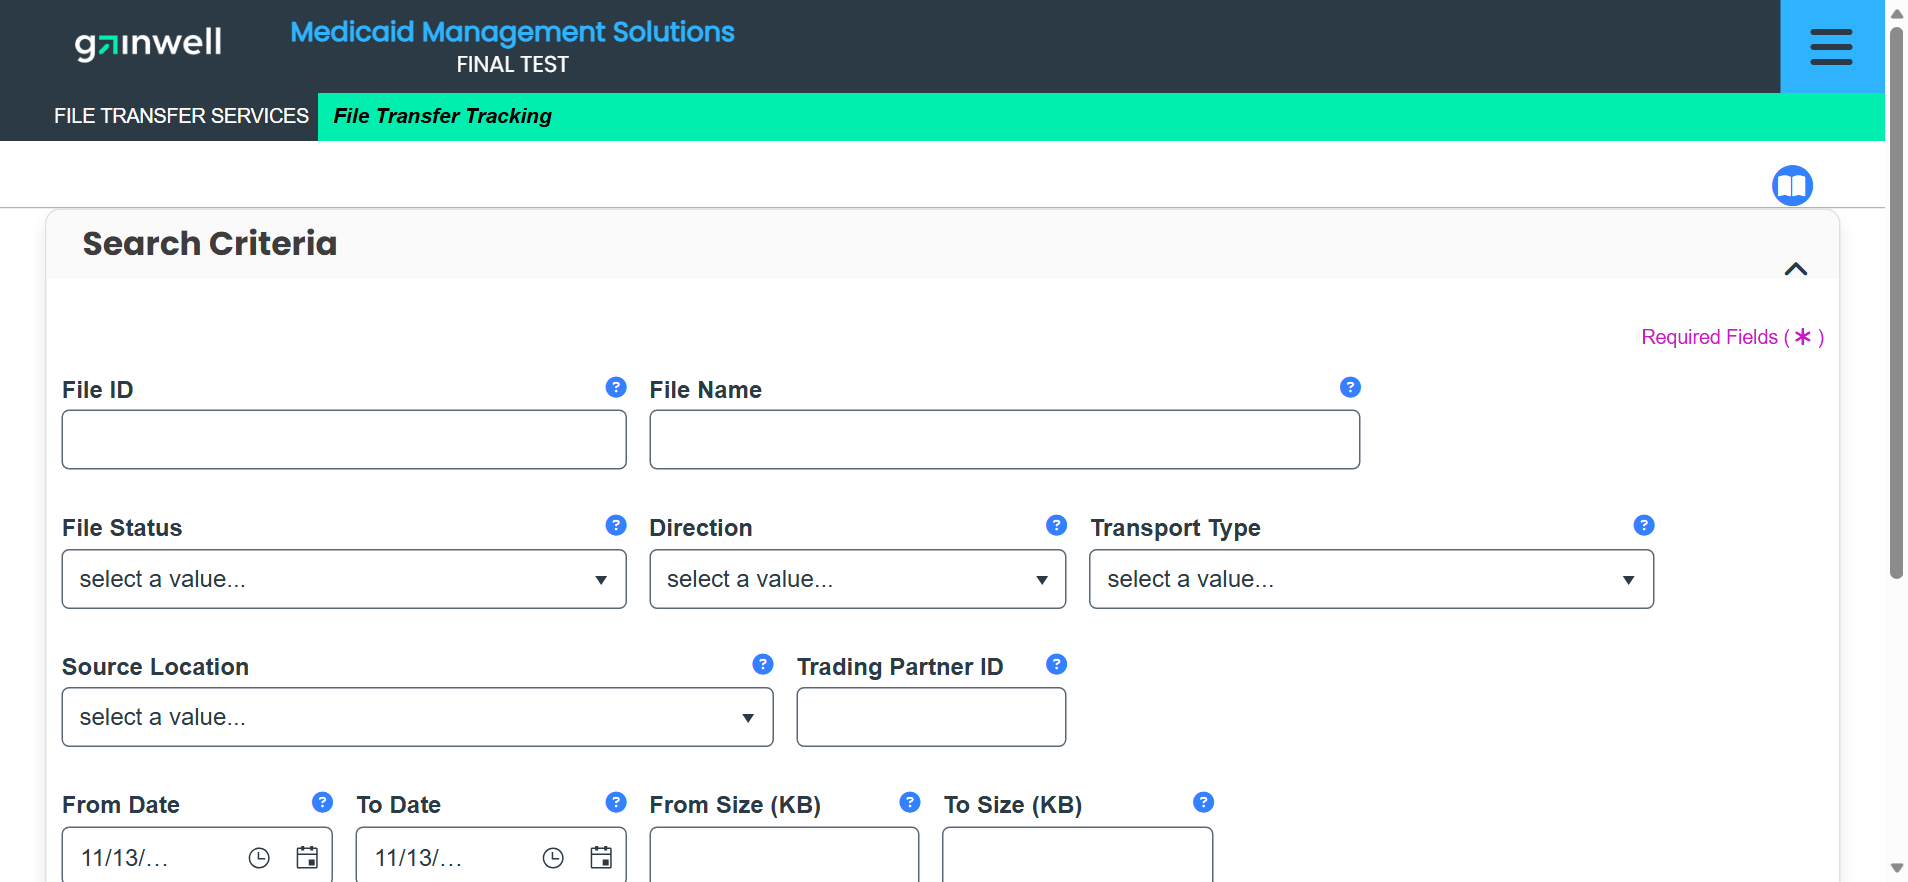 gainwell
Medicaid Management Solutions
FINAL TEST
FILE TRANSFER SERVICES
File Transfer Tracking
Search Criteria
Required Fields ( * )
File ID ?
File Name ?
File Status ?
Direction ?
Transport Type ?
select a value...
select a value...
select a value...
Source Location ?
Trading Partner ID ?
select a value...
From Date ?
To Date ?
From Size (KB) ?
To Size (KB) ?
11/13/...
11/13/...